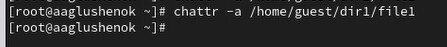 [root@aaglushenok ~]# chattr -a /home/guest/dir1/file1
[root@aaglushenok ~]#